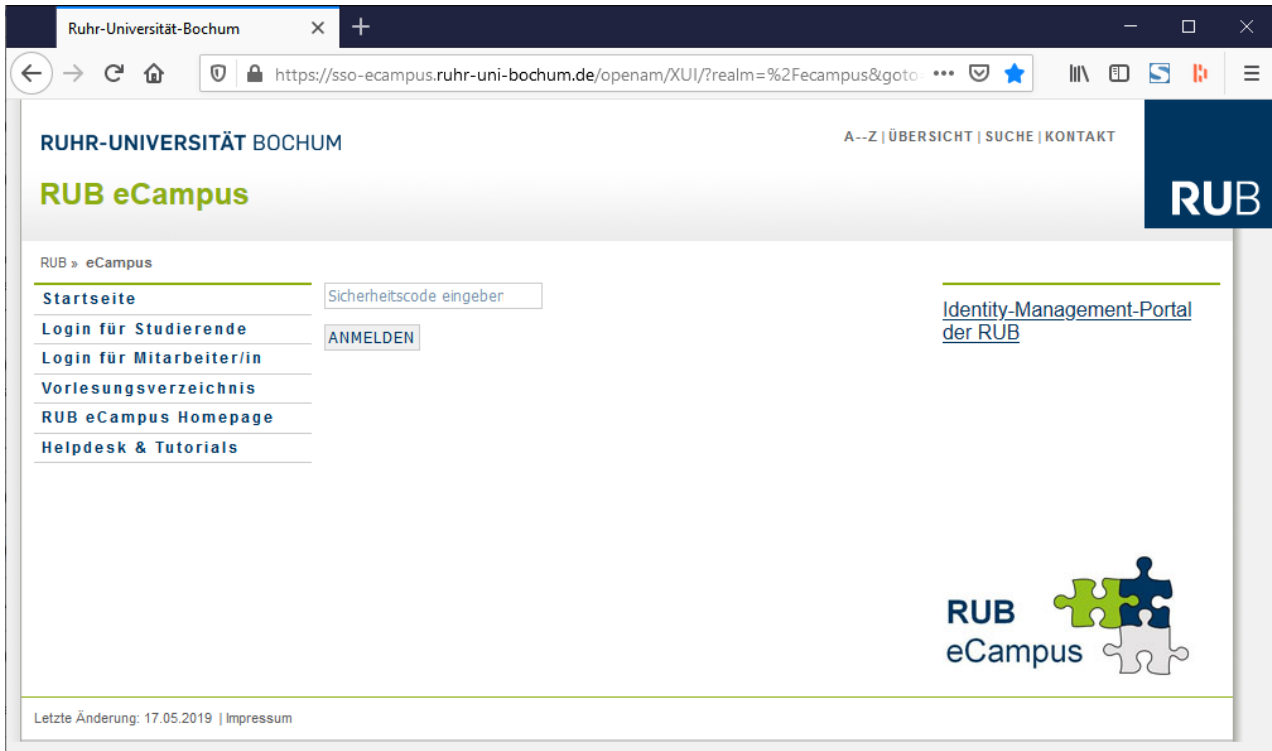 Ruhr-Universität-Bochum
https://sso-ecampus.ruhr-uni-bochum.de/openam/XUI/?realm=%2Fecampus&goto=
RUHR-UNIVERSITÄT BOCHUM
A--Z | ÜBERSICHT | SUCHE | KONTAKT
RUB eCampus
RUB
RUB » eCampus
Startseite
Login für Studierende
Login für Mitarbeiter/in
Vorlesungsverzeichnis
RUB eCampus Homepage
Helpdesk & Tutorials
Sicherheitscode eingeber
ANMELDEN
Identity-Management-Portal
der RUB
RUB
eCampus
Letzte Änderung: 17.05.2019 | Impressum